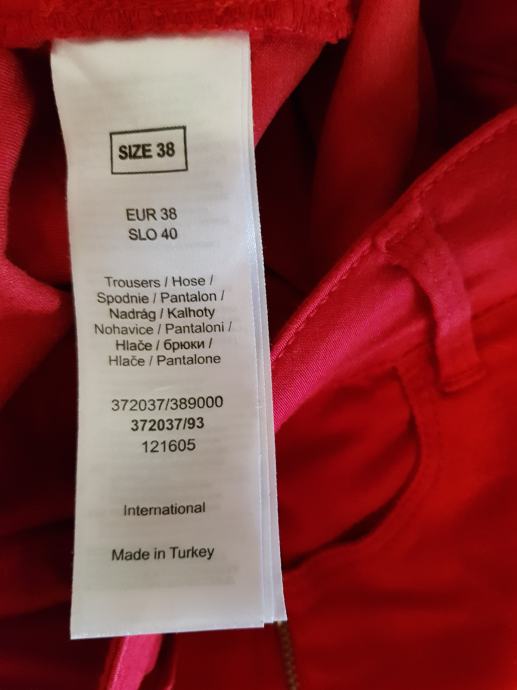 SIZE 38
EUR 38
SLO 40
Trousers / Hose /
Spodnie / Pantalon /
Nadrág / Kalhoty
Nohavice / Pantaloni /
Hlače / брюки /
Hlače / Pantalone
372037/389000
372037/93
121605
International
Made in Turkey